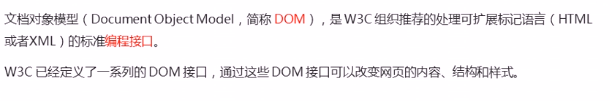 文档对象模型（Document Object Model，简称 DOM），是 W3C 组织推荐的处理可扩展标记语言（HTML
或者XML）的标准编程接口。
W3C 已经定义了一系列的 DOM 接口，通过这些 DOM 接口可以改变网页的内容、结构和样式。